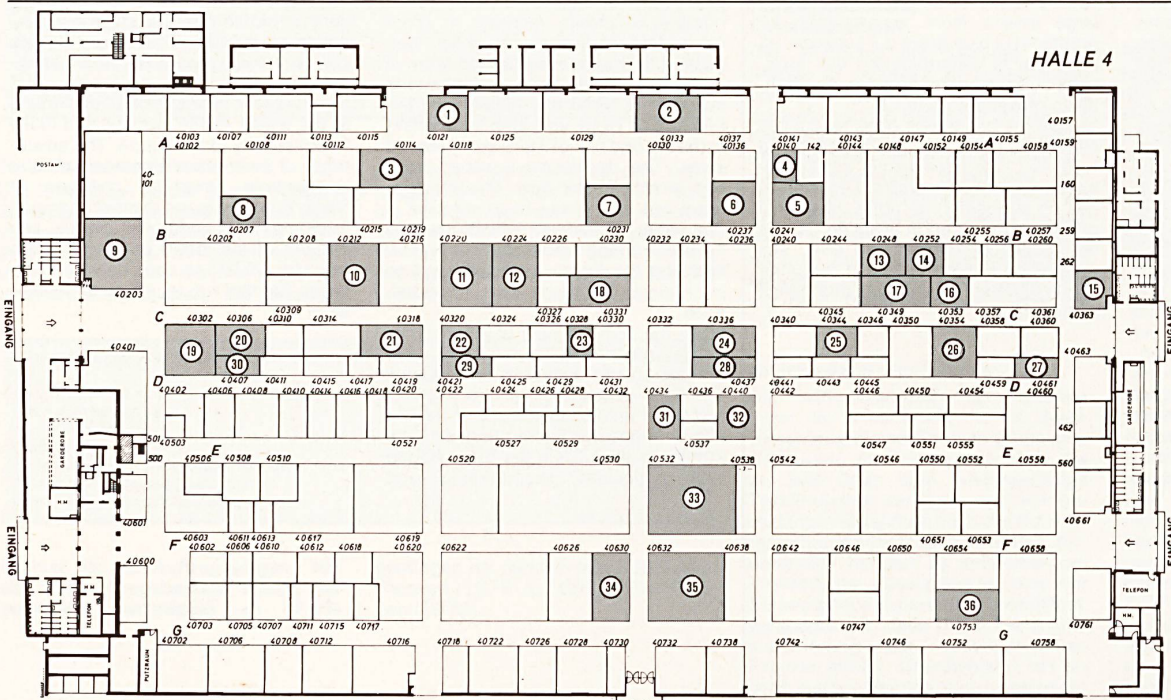 HALLE 4
1 2
40103 40107 40111 40113 40115 40121 40125 40129 40133 40137 40141 40143 40147 40149 40155 40157
A 40102 40108 40112 40114 40118 40130 40136 40140 142 40144 40148 40152 40154 A 40158 40159
POSTAMT
40-101
3 4
160
8 7 6 5
40207 40215 40219 40231 40237 40241 40255 40257 259
B 40202 40208 40212 40216 40220 40224 40226 40230 40232 40234 40236 40240 40244 40248 40252 40254 B 40256 40260
9 10 11 12 13 14 262
18 17 16 15
40203
EINGANG
40309 40327 40331 40345 40349 40353 40357 40361 40363
C 40302 40306 40310 40314 40318 40320 40324 40326 40328 40330 40332 40336 40340 40344 40346 40350 40354 40358 C 40360
EINGANG
19 20 21 22 23 24 25 26
40401 40463
30 29 28 27
40407 40411 40415 40417 40419 40421 40425 40429 40431 40437 40441 40443 40445 40459 40461
D 40402 40406 40408 40410 40414 40416 40418 40420 40422 40424 40426 40428 40432 40434 40436 40440 40442 40446 40450 40454 D 40460
GARDEROBE
31 32
462
GARDEROBE
501 40503 40521 40527 40529 40537 40547 40551 40555
500 E 40506 40508 40510 40520 40530 40532 40538 40542 40546 40550 40552 E 40558 560
H.M.
33
40601 40661
EINGANG
40603 40611 40613 40617 40619 40651 40653
F 40602 40606 40610 40612 40618 40620 40622 40626 40630 40632 40638 40642 40646 40650 40654 F 40658
EINGANG
40600
34 35 36
H.M.
TELEFON
TELEFON
H.M.
40703 40705 40707 40711 40715 40717 40747 40753 40761
G 40702 40706 40708 40712 40716 40718 40722 40726 40728 40730 40732 40738 40742 40746 40752 G 40758
PUTZRAUM